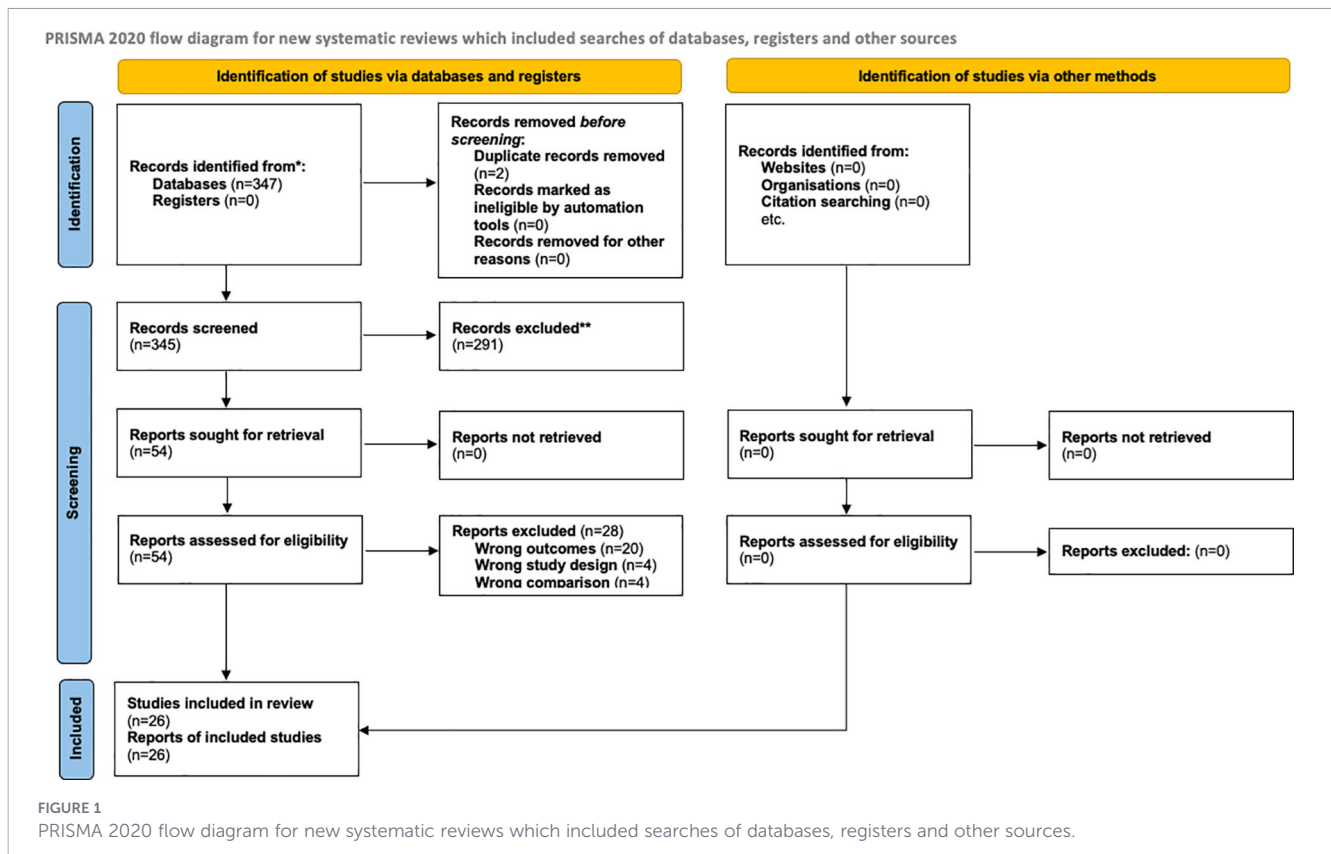 PRISMA 2020 flow diagram for new systematic reviews which included searches of databases, registers and other sources
Identification of studies via databases and registers
Identification of studies via other methods
Identification
Records identified from*:
Databases (n=347)
Registers (n=0)
Records removed before
screening:
Duplicate records removed
(n=2)
Records marked as
ineligible by automation
tools (n=0)
Records removed for other
reasons (n=0)
Records identified from:
Websites (n=0)
Organisations (n=0)
Citation searching (n=0)
etc.
Screening
Records screened
(n=345)
Records excluded**
(n=291)
Reports sought for retrieval
(n=54)
Reports not retrieved
(n=0)
Reports sought for retrieval
(n=0)
Reports not retrieved
(n=0)
Reports assessed for eligibility
(n=54)
Reports excluded (n=28)
Wrong outcomes (n=20)
Wrong study design (n=4)
Wrong comparison (n=4)
Reports assessed for eligibility
(n=0)
Reports excluded: (n=0)
Included
Studies included in review
(n=26)
Reports of included studies
(n=26)
FIGURE 1
PRISMA 2020 flow diagram for new systematic reviews which included searches of databases, registers and other sources.